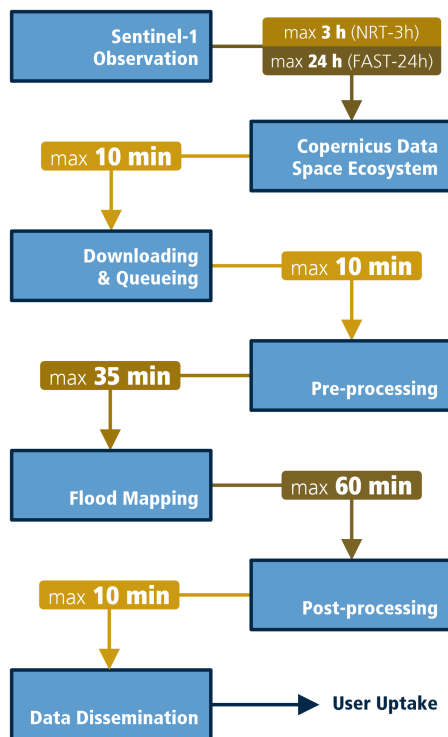 Sentinel-1
Observation
max 3 h (NRT-3h)
max 24 h (FAST-24h)
Copernicus Data
Space Ecosystem
max 10 min
Downloading
& Queueing
max 10 min
Pre-processing
max 35 min
Flood Mapping
max 60 min
Post-processing
max 10 min
Data Dissemination
User Uptake